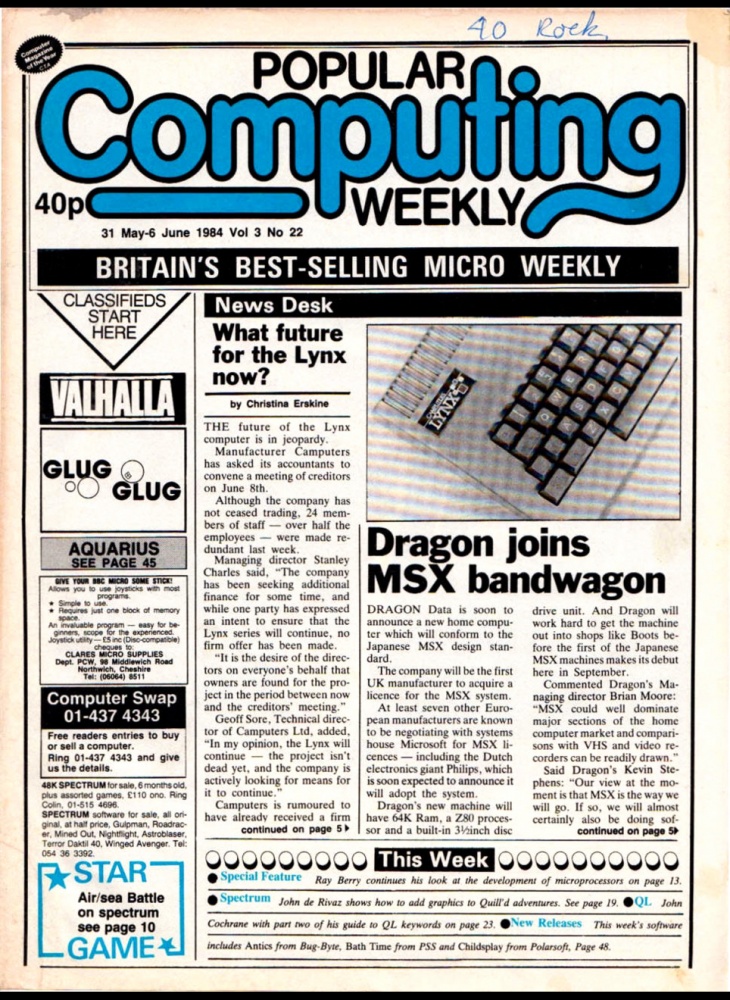 40 Rock
Computer
Magazine
of the Year
C.T.A
POPULAR
Computing
WEEKLY
40p
31 May-6 June 1984 Vol 3 No 22
BRITAIN'S BEST-SELLING MICRO WEEKLY
CLASSIFIEDS
START
HERE
VALHALLA
GLUG
GLUG
AQUARIUS
SEE PAGE 45
GIVE YOUR BBC MICRO SOME STICK!
Allows you to use joysticks with most
programs.
★ Simple to use.
★ Requires just one block of memory
space.
An invaluable program — easy for be-
ginners, scope for the experienced.
Joystick utility — £5 inc (Disc-compatible)
cheques to:
CLARES MICRO SUPPLIES
Dept. PCW, 98 Middlewich Road
Northwich, Cheshire
Tel: (06064) 8511
Computer Swap
01-437 4343
Free readers entries to buy
or sell a computer.
Ring 01-437 4343 and give
us the details.
48K SPECTRUM for sale, 6 months old,
plus assorted games, £110 ono. Ring
Colin, 01-515 4696.
SPECTRUM software for sale, all ori-
ginal, at half price, Gulpman, Roadrac-
er, Mined Out, Nightflight, Astroblaser,
Terror Daktil 40, Winged Avenger. Tel:
054 36 3392.
STAR
Air/sea Battle
on spectrum
see page 10
GAME
News Desk
What future
for the Lynx
now?
by Christina Erskine
THE future of the Lynx
computer is in jeopardy.
Manufacturer Camputers
has asked its accountants to
convene a meeting of creditors
on June 8th.
Although the company has
not ceased trading, 24 mem-
bers of staff — over half the
employees — were made re-
dundant last week.
Managing director Stanley
Charles said, "The company
has been seeking additional
finance for some time, and
while one party has expressed
an intent to ensure that the
Lynx series will continue, no
firm offer has been made.
"It is the desire of the direc-
tors on everyone's behalf that
owners are found for the pro-
ject in the period between now
and the creditors' meeting."
Geoff Sore, Technical direc-
tor of Camputers Ltd, added,
"In my opinion, the Lynx will
continue — the project isn't
dead yet, and the company is
actively looking for means for
it to continue."
Camputers is rumoured to
have already received a firm
continued on page 5
LYNX
Dragon joins
MSX bandwagon
DRAGON Data is soon to
announce a new home compu-
ter which will conform to the
Japanese MSX design stan-
dard.
The company will be the first
UK manufacturer to acquire a
licence for the MSX system.
At least seven other Euro-
pean manufacturers are known
to be negotiating with systems
house Microsoft for MSX li-
cences — including the Dutch
electronics giant Philips, which
is soon expected to announce it
will adopt the system.
Dragon's new machine will
have 64K Ram, a Z80 proces-
sor and a built-in 3½inch disc
drive unit. And Dragon will
work hard to get the machine
out into shops like Boots be-
fore the first of the Japanese
MSX machines makes its debut
here in September.
Commented Dragon's Ma-
naging director Brian Moore:
"MSX could well dominate
major sections of the home
computer market and compari-
sons with VHS and video re-
corders can be readily drawn."
Said Dragon's Kevin Ste-
phens: "Our view at the mo-
ment is that MSX is the way we
will go. If so, we will almost
certainly also be doing sof-
continued on page 5
This Week
Special Feature Ray Berry continues his look at the development of microprocessors on page 13.
Spectrum John de Rivaz shows how to add graphics to Quill'd adventures. See page 19. QL John
Cochrane with part two of his guide to QL keywords on page 23. New Releases This week's software
includes Antics from Bug-Byte, Bath Time from PSS and Childsplay from Polarsoft, Page 48.